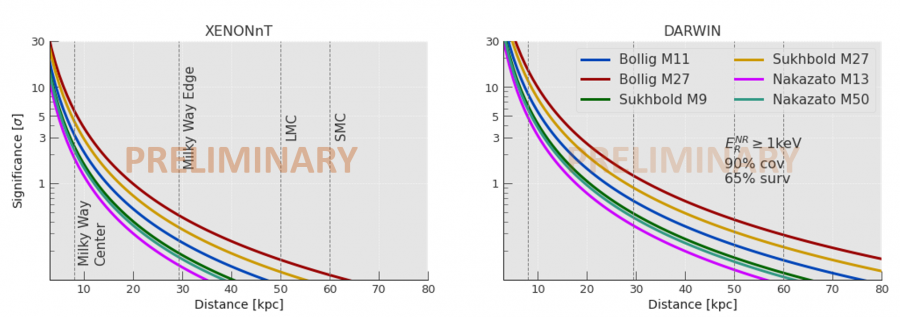 XENONnT
DARWIN
30
10
5
3
1
Significance [σ]
Milky Way
Center
Milky Way Edge
LMC
SMC
PRELIMINARY
10
20
30
40
50
60
70
80
Distance [kpc]
30
10
5
3
1
Bollig M11
Bollig M27
Sukhbold M9
Sukhbold M27
Nakazato M13
Nakazato M50
E_R^NR ≥ 1keV
90% cov
65% surv
PRELIMINARY
10
20
30
40
50
60
70
80
Distance [kpc]